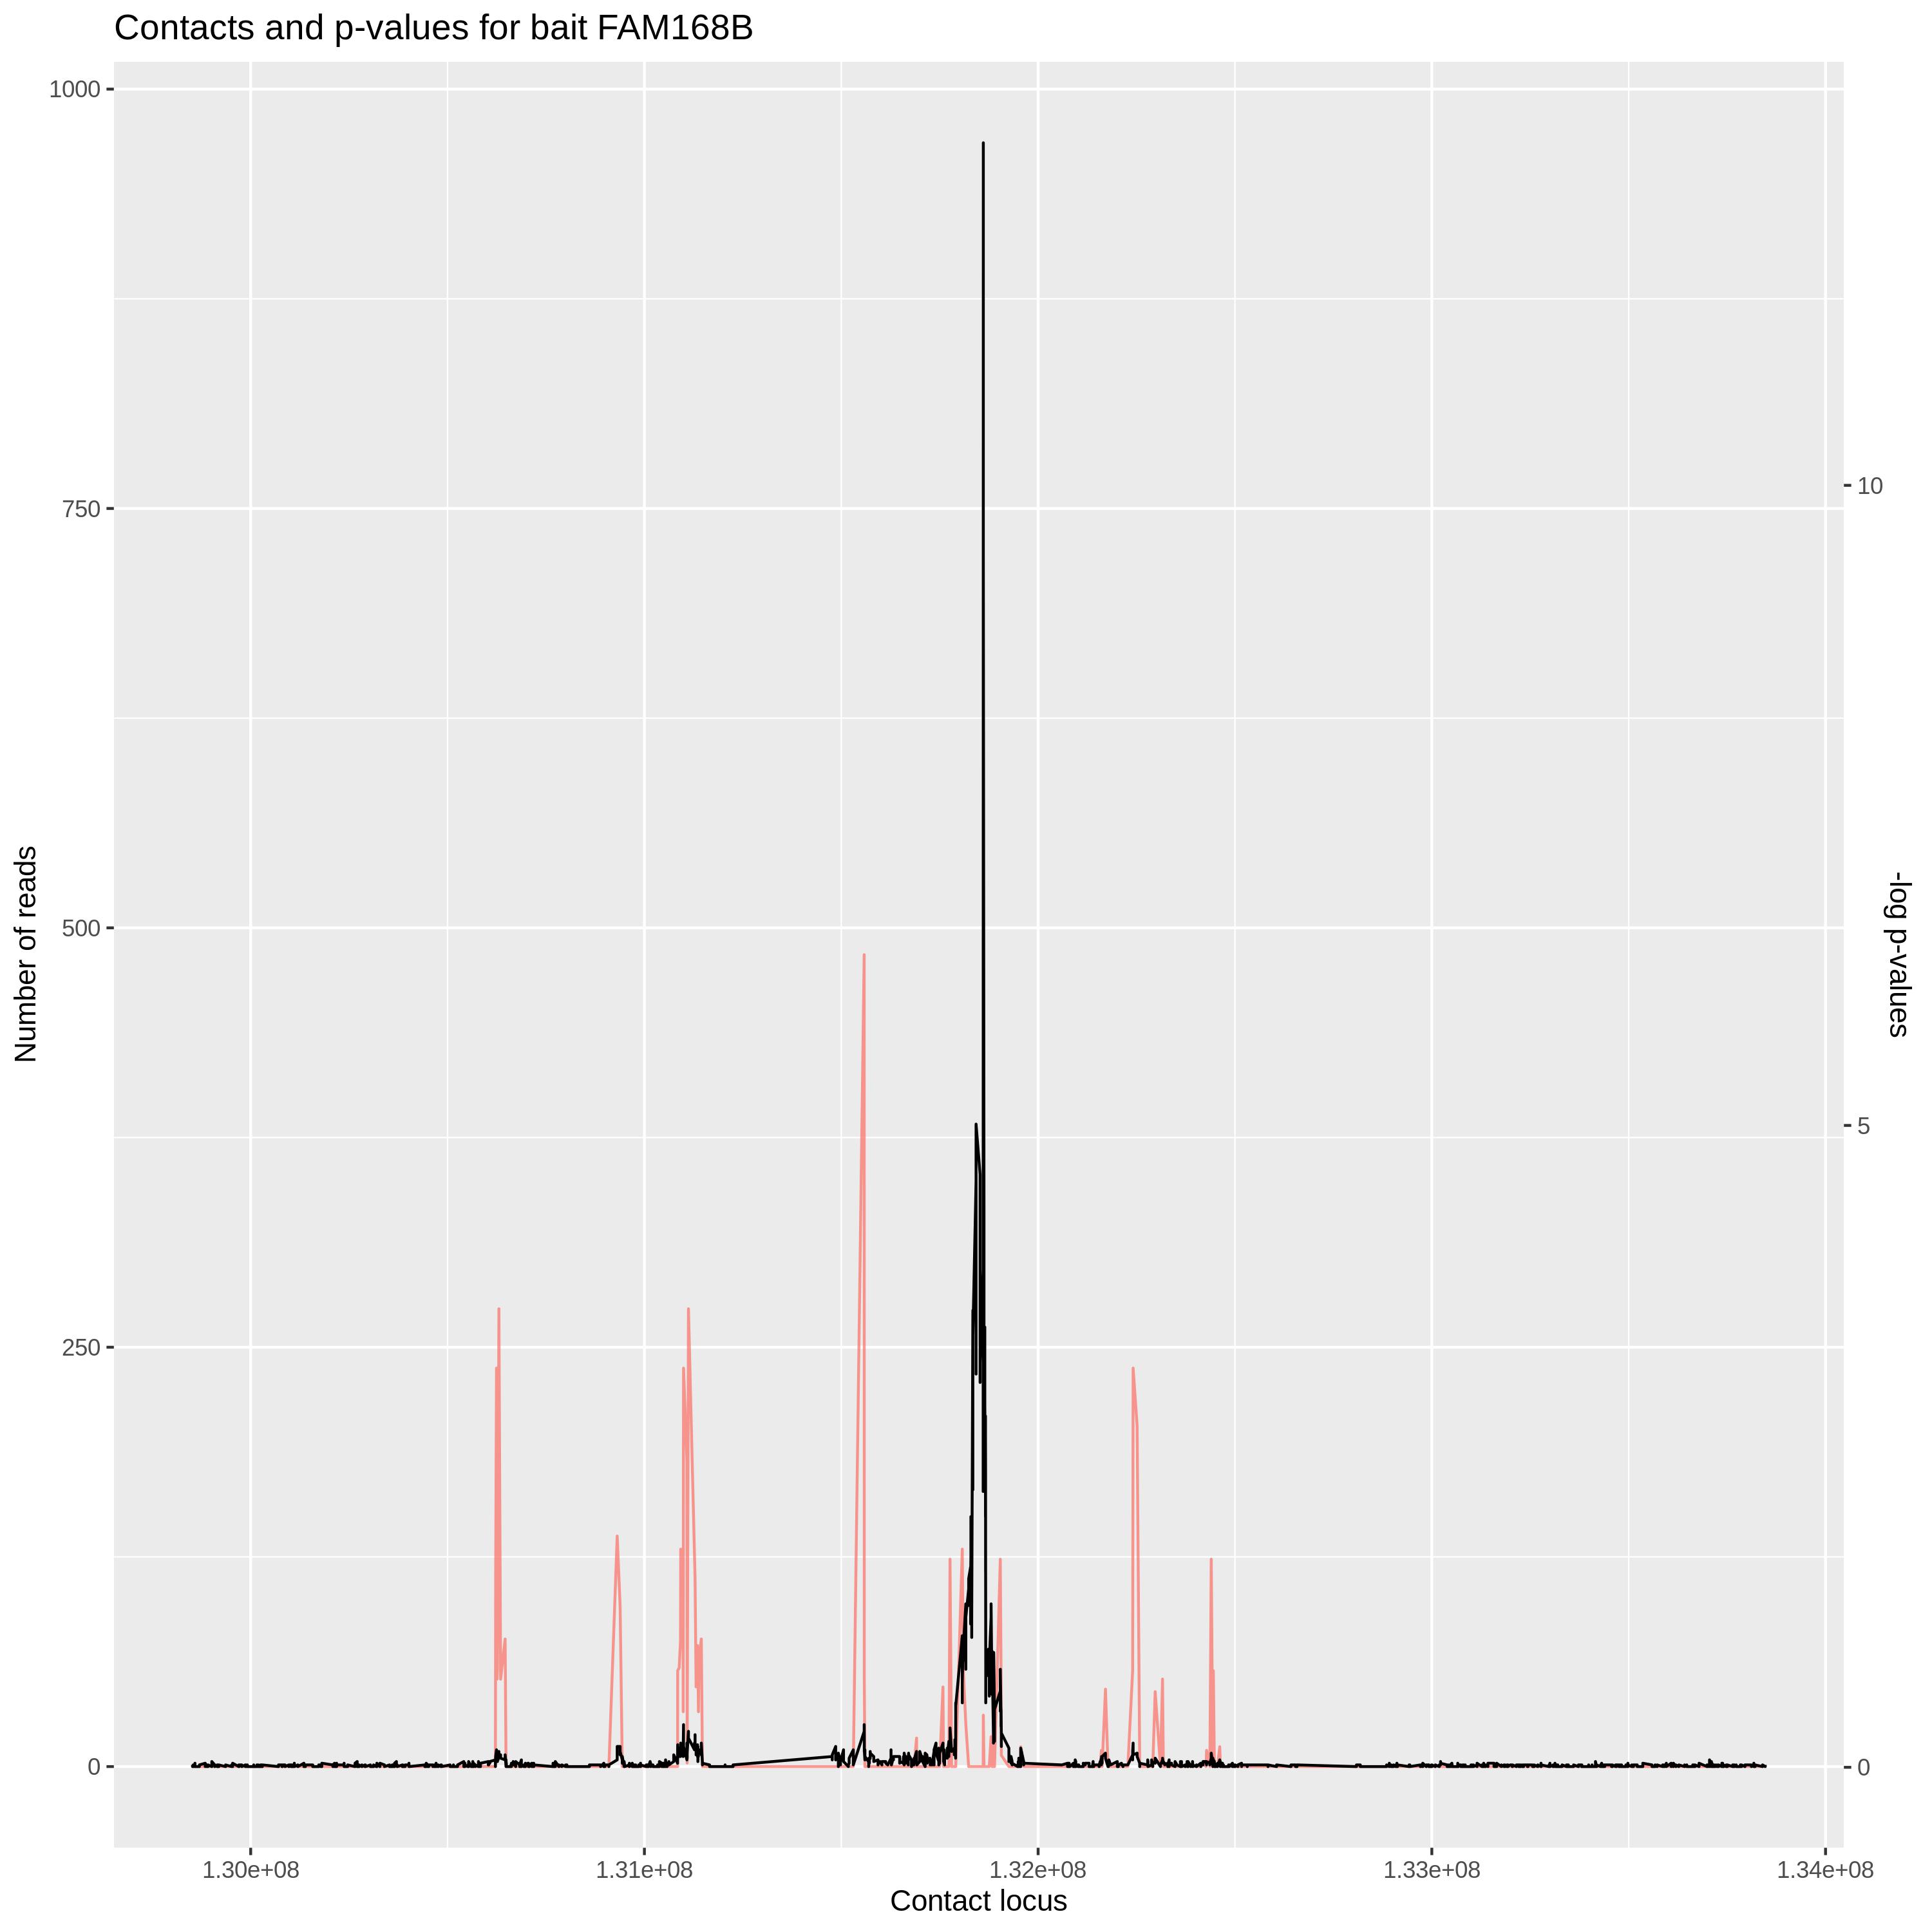 Contacts and p-values for bait FAM168B
1000
750
500
250
0
Number of reads
10
5
0
-log p-values
1.30e+08
1.31e+08
1.32e+08
1.33e+08
1.34e+08
Contact locus